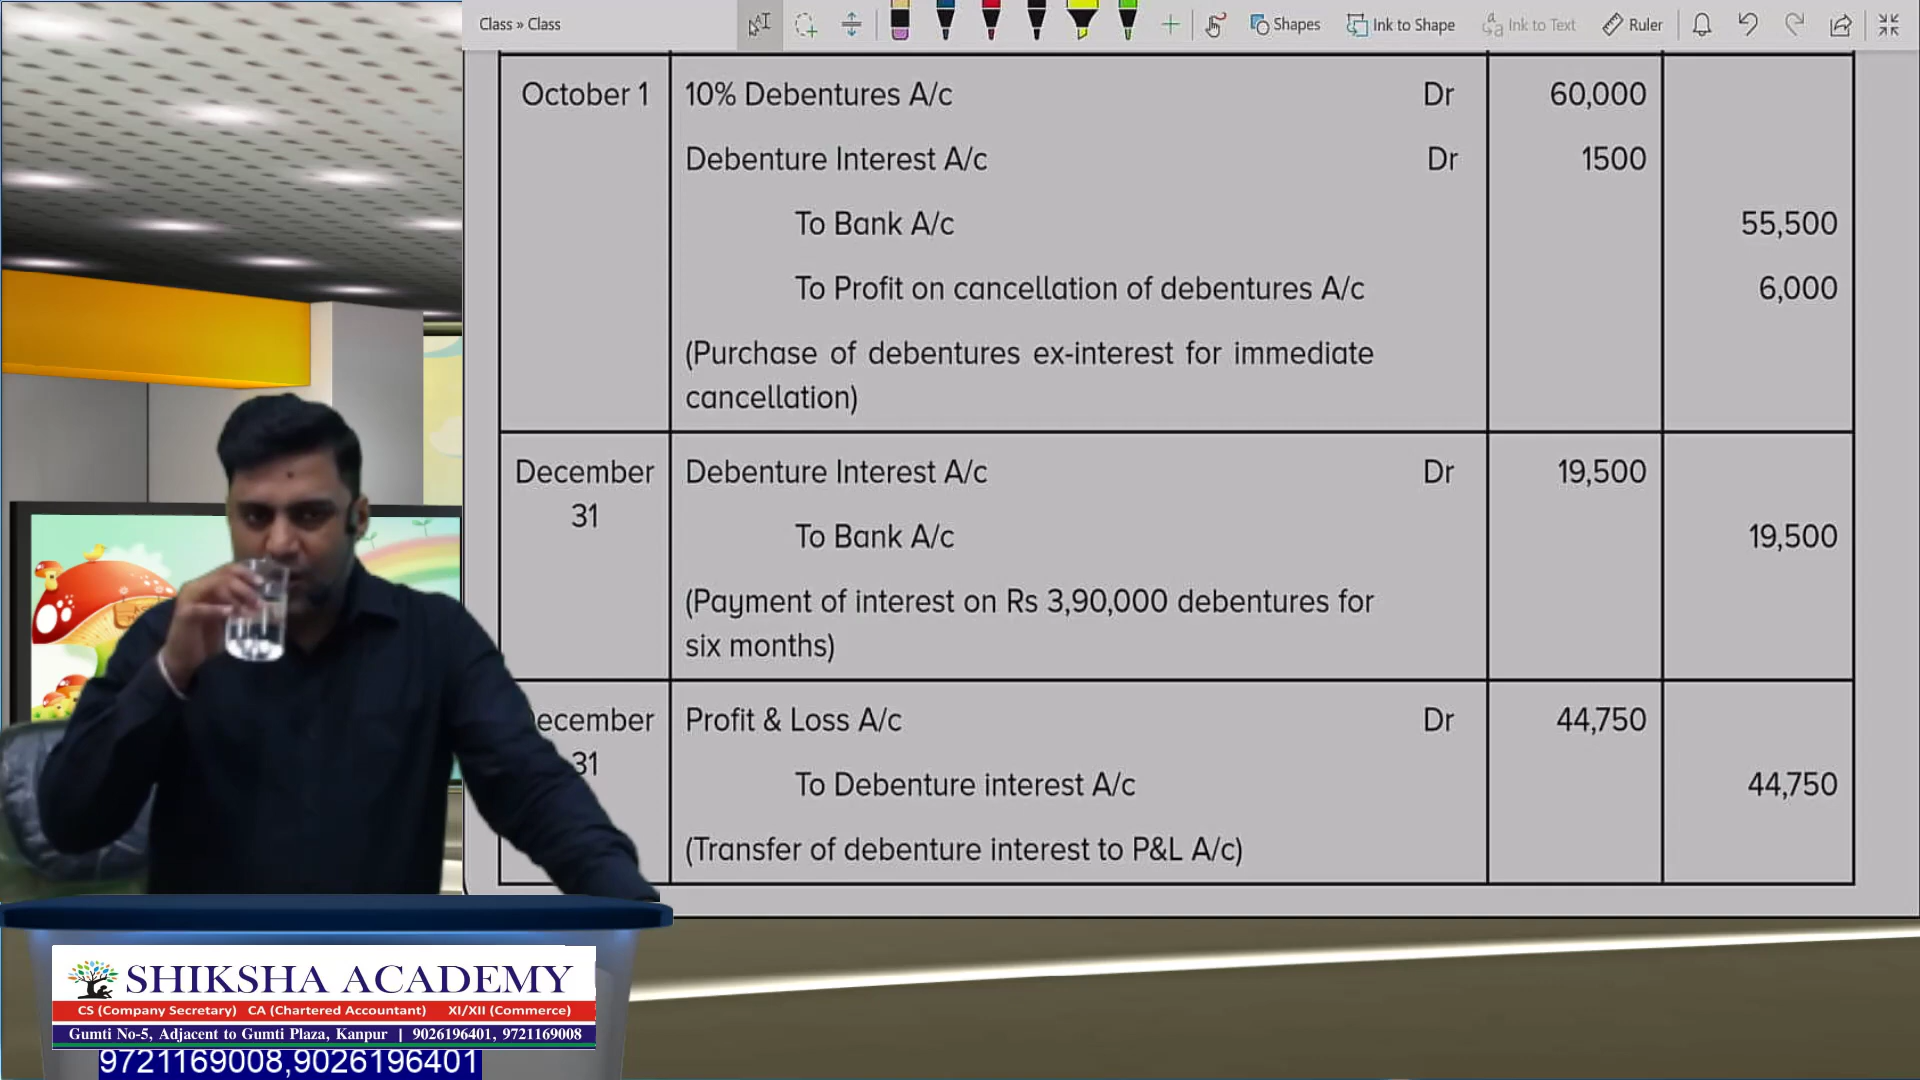 Class » Class
Shapes
Ink to Shape
Ink to Text
Ruler
October 1
10% Debentures A/c Dr 60,000
Debenture Interest A/c Dr 1500
To Bank A/c 55,500
To Profit on cancellation of debentures A/c 6,000
(Purchase of debentures ex-interest for immediate
cancellation)
December
31
Debenture Interest A/c Dr 19,500
To Bank A/c 19,500
(Payment of interest on Rs 3,90,000 debentures for
six months)
ecember
31
Profit & Loss A/c Dr 44,750
To Debenture interest A/c 44,750
(Transfer of debenture interest to P&L A/c)
SHIKSHA ACADEMY
CS (Company Secretary) CA (Chartered Accountant) XI/XII (Commerce)
Gumti No-5, Adjacent to Gumti Plaza, Kanpur | 9026196401, 9721169008
9721169008,9026196401